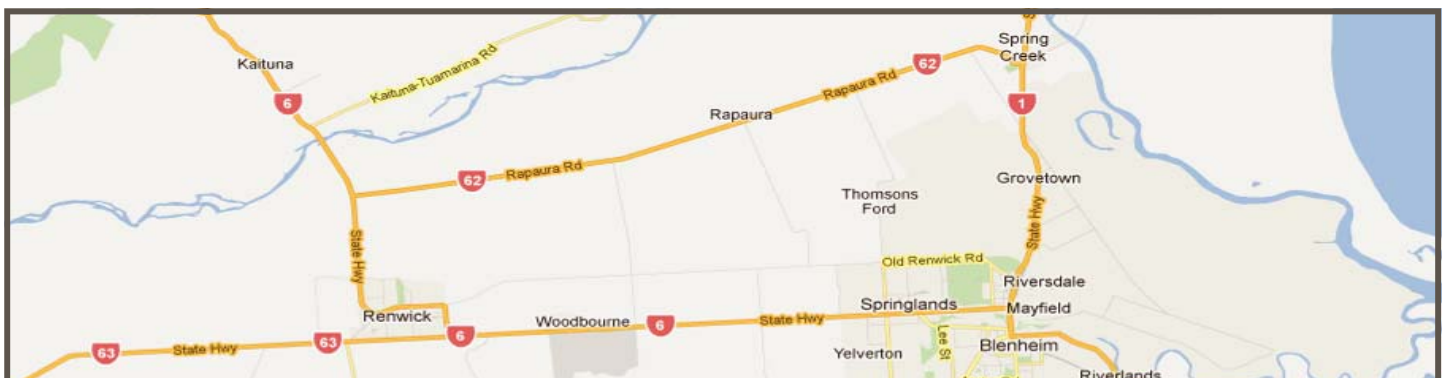 Kaituna
Kaituna-Tuamarina Rd
6
Spring
Creek
62
Rapaura Rd
1
Rapaura
62
Rapaura Rd
Grovetown
Thomsons
Ford
State Hwy
State Hwy
Old Renwick Rd
Riversdale
Springlands
Mayfield
Renwick
Woodbourne
6
State Hwy
6
63
State Hwy
63
Lee St
Yelverton
Blenheim
Riverlands